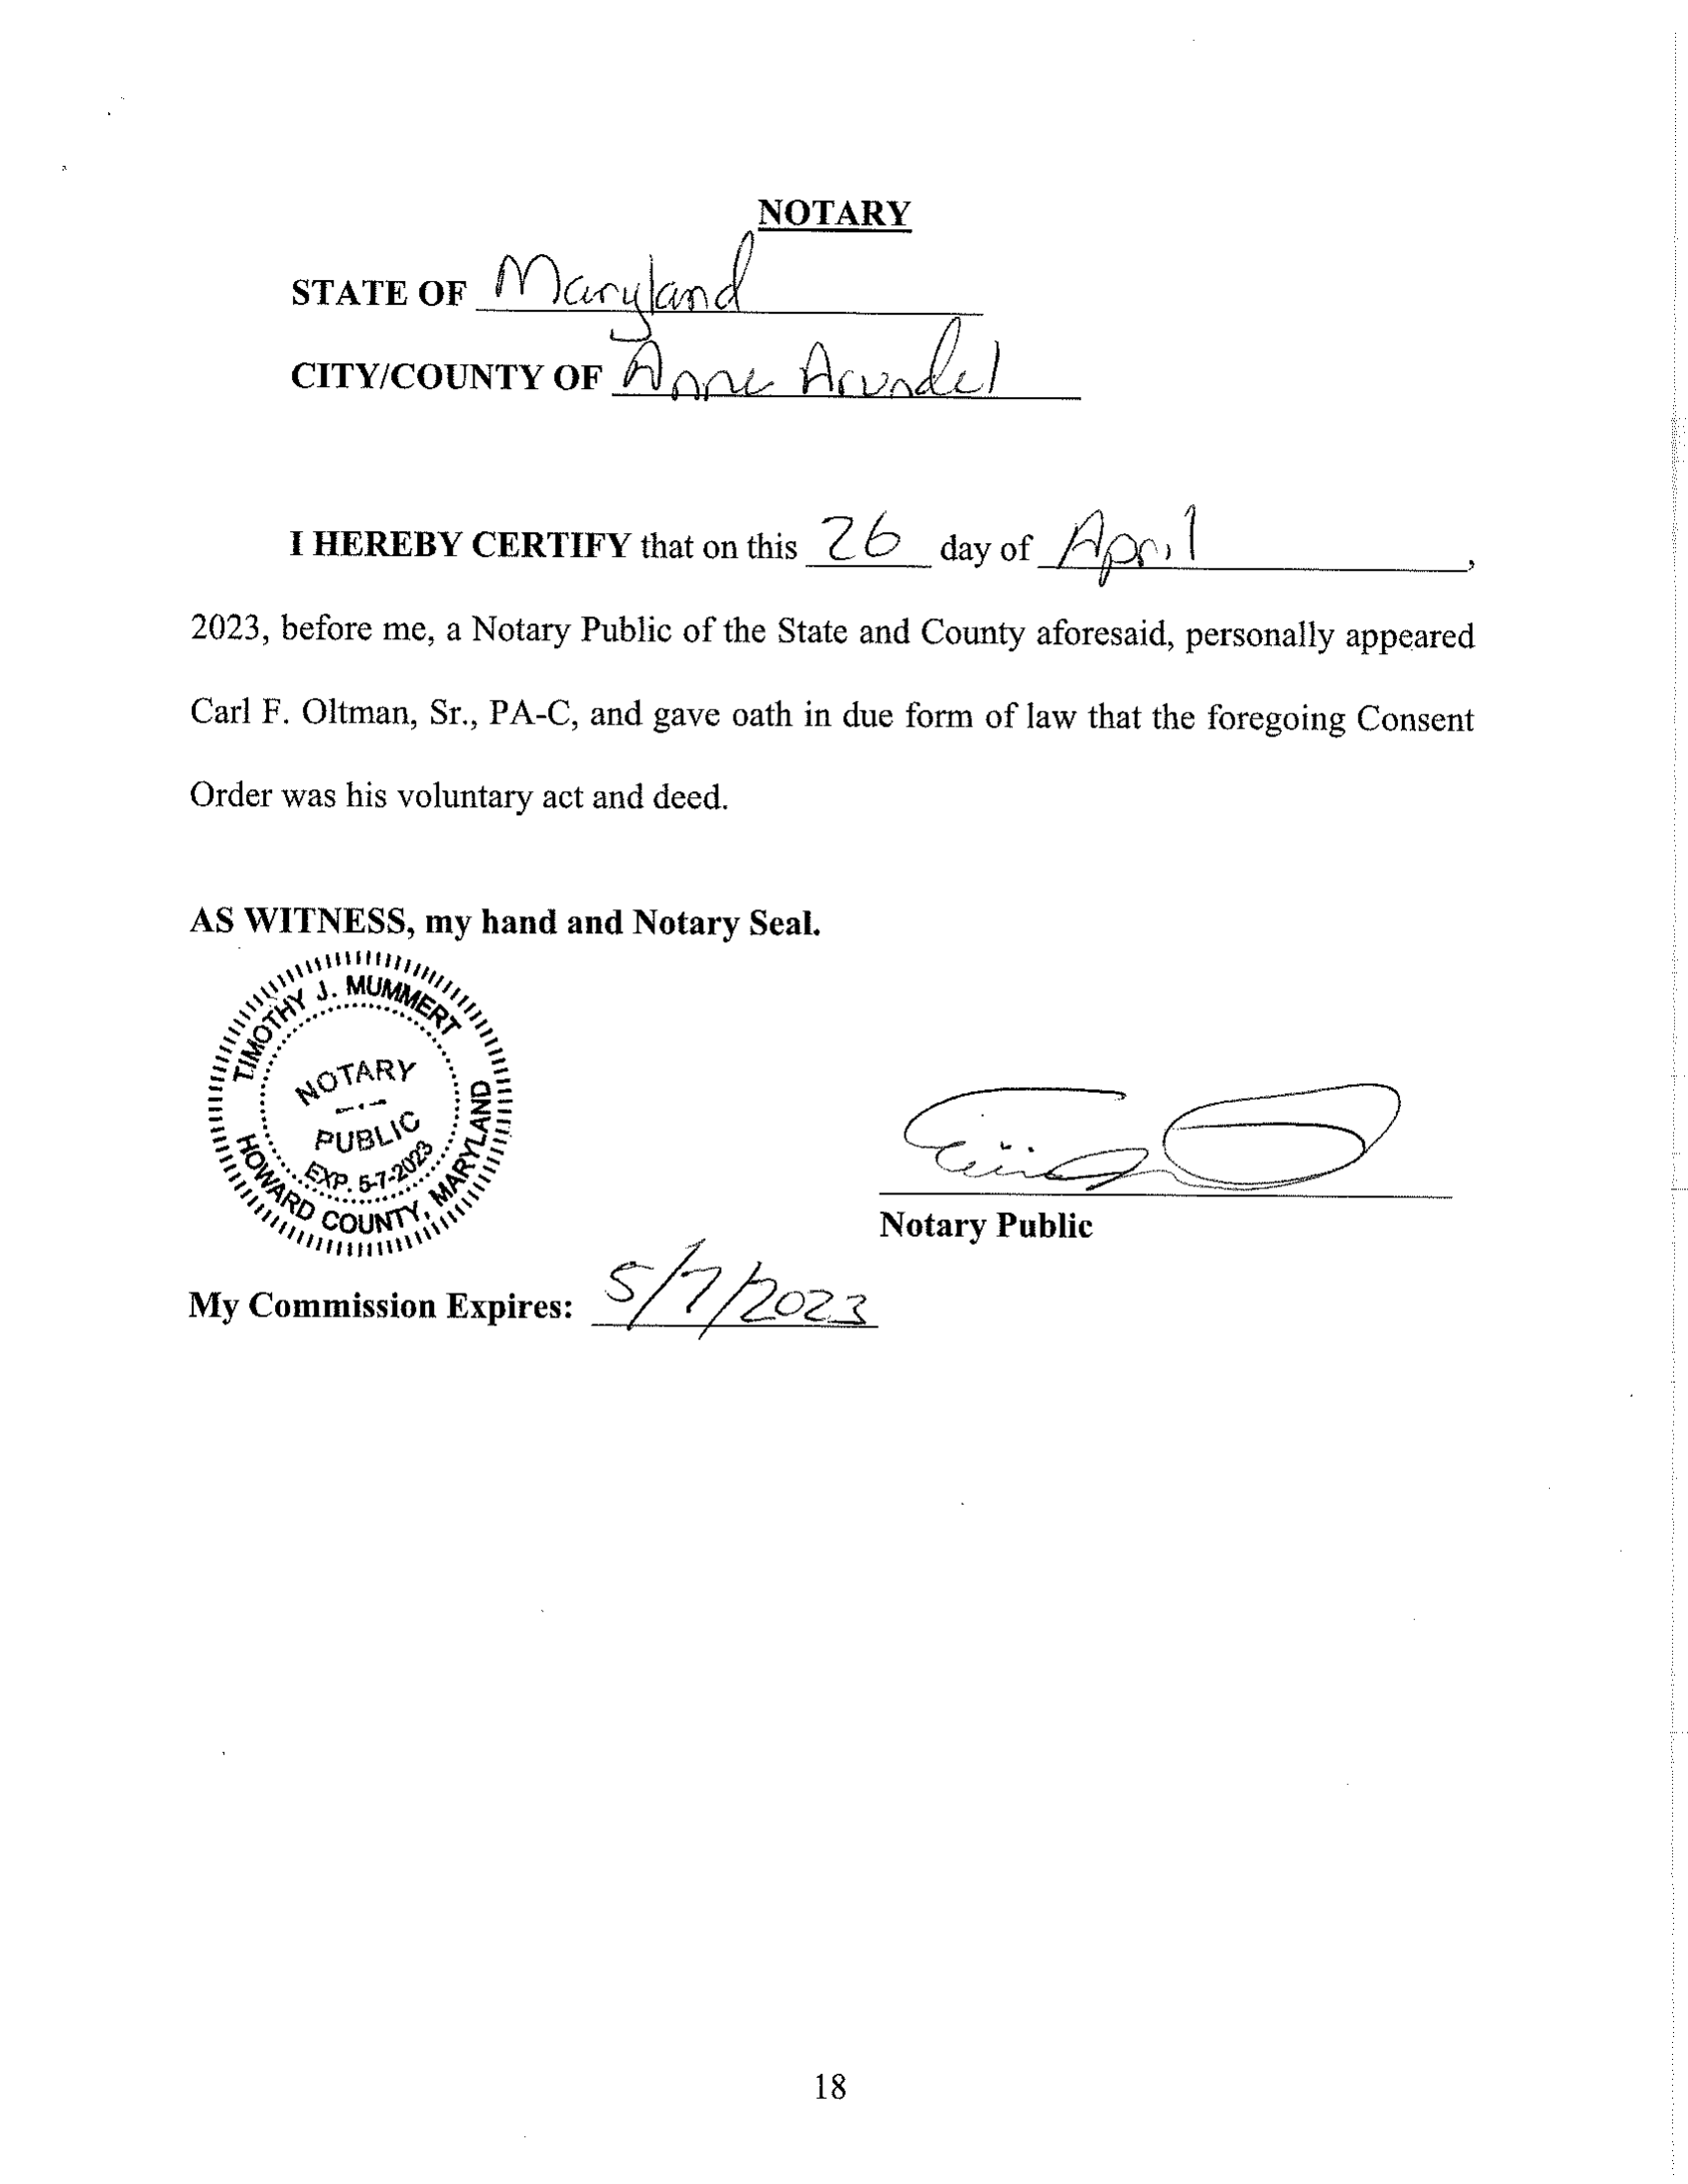 NOTARY
STATE OF Maryland
CITY/COUNTY OF Anne Arundel
I HEREBY CERTIFY that on this 26 day of April,
2023, before me, a Notary Public of the State and County aforesaid, personally appeared
Carl F. Oltman, Sr., PA-C, and gave oath in due form of law that the foregoing Consent
Order was his voluntary act and deed.
AS WITNESS, my hand and Notary Seal.
TIMOTHY J. MUMMERT
NOTARY
PUBLIC
EXP. 5-7-2023
HOWARD COUNTY, MARYLAND
Notary Public
My Commission Expires: 5/7/2023
18